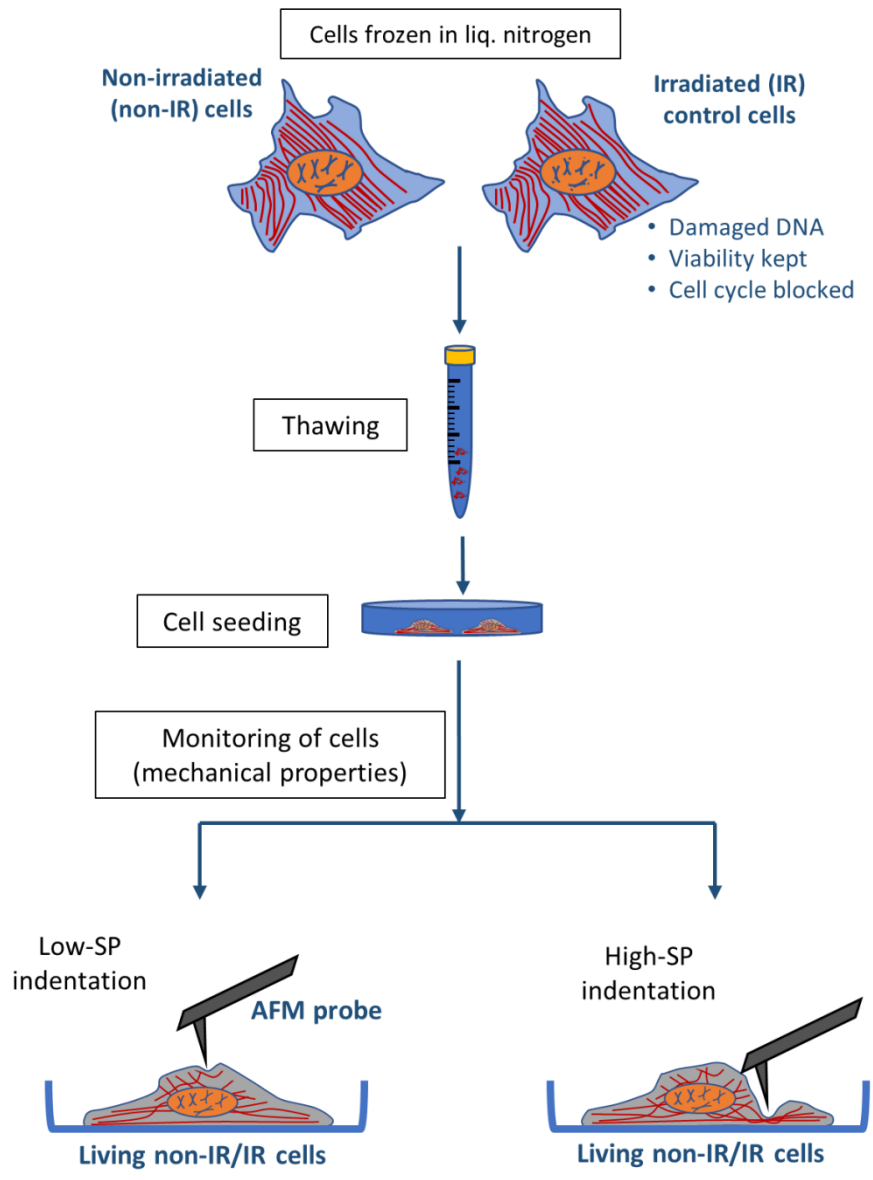 Cells frozen in liq. nitrogen
Non-irradiated
(non-IR) cells
Irradiated (IR)
control cells
• Damaged DNA
• Viability kept
• Cell cycle blocked
Thawing
Cell seeding
Monitoring of cells
(mechanical properties)
Low-SP
indentation
AFM probe
High-SP
indentation
Living non-IR/IR cells
Living non-IR/IR cells